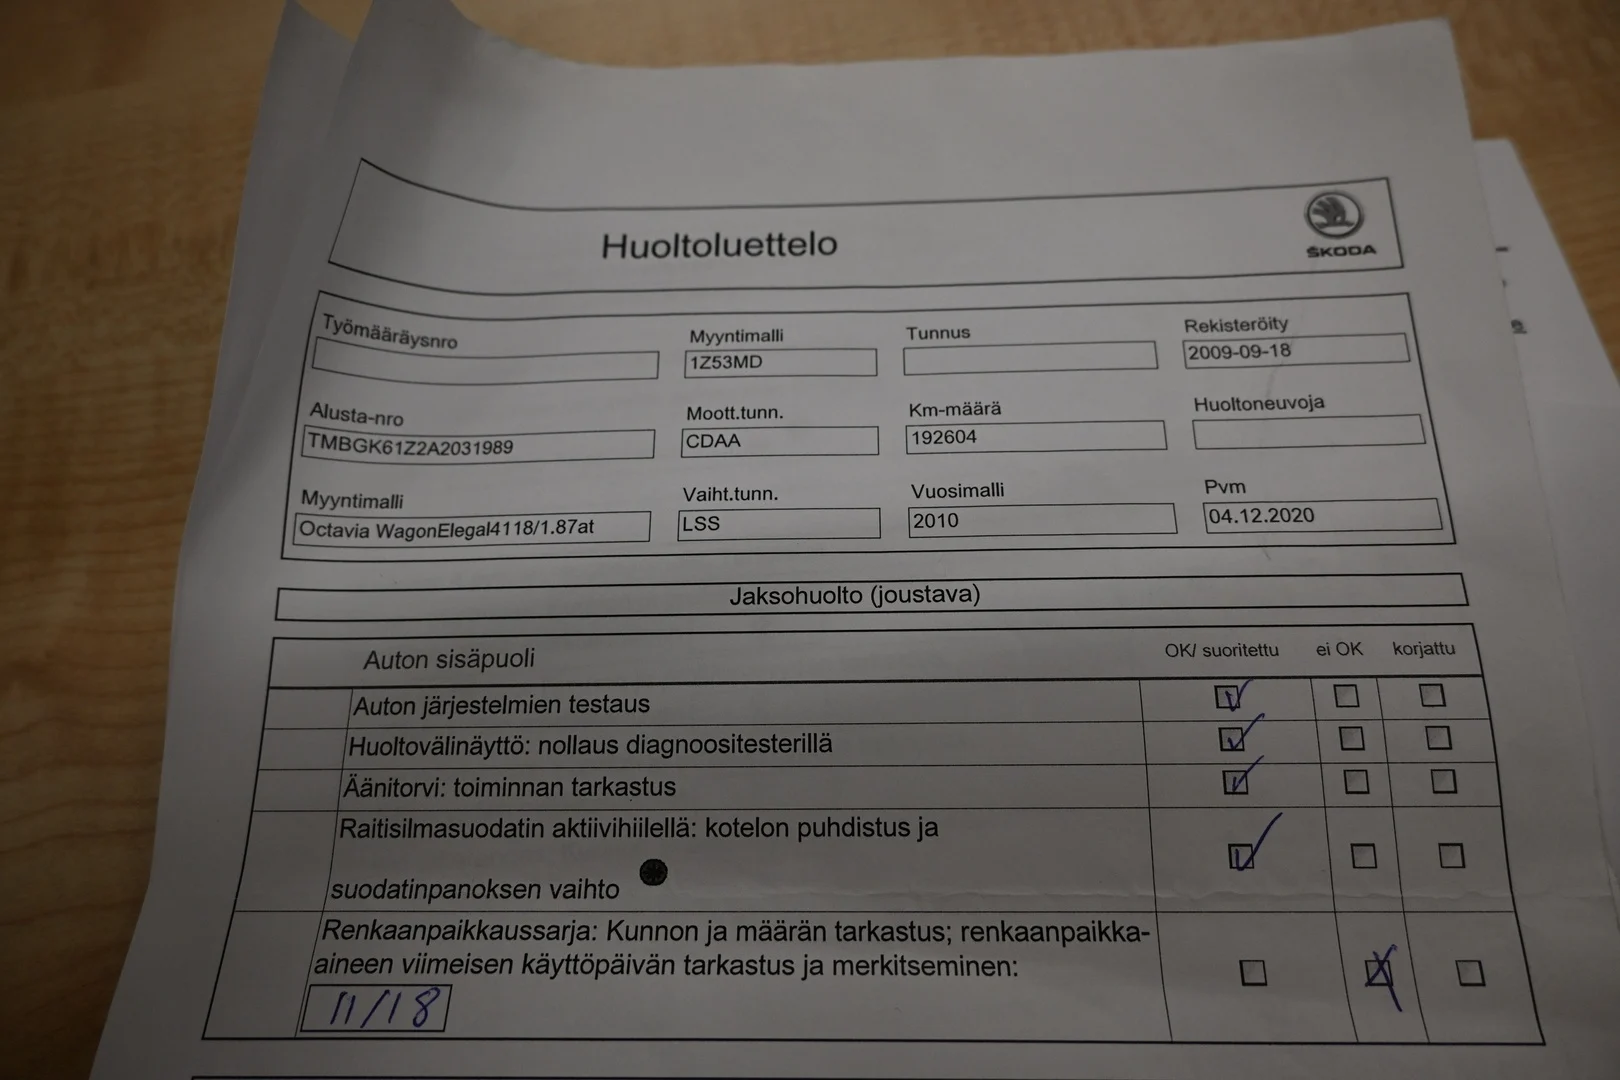 Huoltoluettelo
ŠKODA
Työmääräysnro
Myyntimalli
1Z53MD
Tunnus
Rekisteröity
2009-09-18
Alusta-nro
TMBGK61Z2A2031989
Moott.tunn.
CDAA
Km-määrä
192604
Huoltoneuvoja
Myyntimalli
Octavia WagonElegal4118/1.87at
Vaiht.tunn.
LSS
Vuosimalli
2010
Pvm
04.12.2020
Jaksohuolto (joustava)
Auton sisäpuoli
OK/ suoritettu
ei OK
korjattu
Auton järjestelmien testaus
Huoltovälinäyttö: nollaus diagnoositesterillä
Äänitorvi: toiminnan tarkastus
Raitisilmasuodatin aktiivihiilellä: kotelon puhdistus ja
suodatinpanoksen vaihto
Renkaanpaikkaussarja: Kunnon ja määrän tarkastus; renkaanpaikka-
aineen viimeisen käyttöpäivän tarkastus ja merkitseminen:
11/18